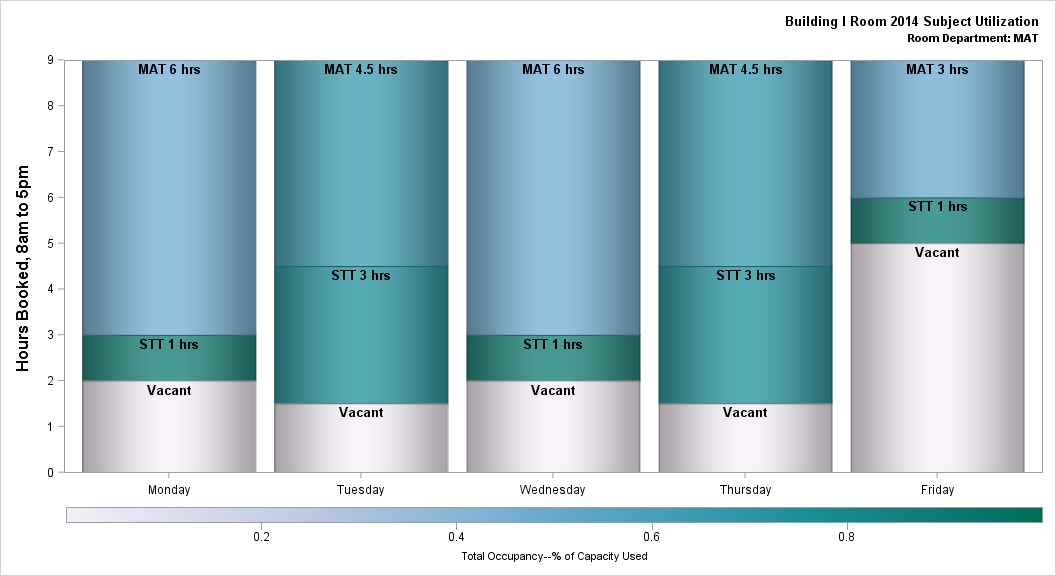 Building I Room 2014 Subject Utilization
Room Department: MAT
Hours Booked, 8am to 5pm
9
8
7
6
5
4
3
2
1
0
MAT 6 hrs
STT 1 hrs
Vacant
MAT 4.5 hrs
STT 3 hrs
Vacant
MAT 6 hrs
STT 1 hrs
Vacant
MAT 4.5 hrs
STT 3 hrs
Vacant
MAT 3 hrs
STT 1 hrs
Vacant
Monday Tuesday Wednesday Thursday Friday
0.2 0.4 0.6 0.8
Total Occupancy--% of Capacity Used